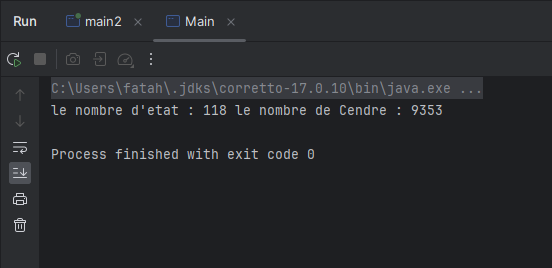 Run
main2
Main
C:\Users\fatah\.jdks\corretto-17.0.10\bin\java.exe ...
le nombre d'etat : 118 le nombre de Cendre : 9353
Process finished with exit code 0